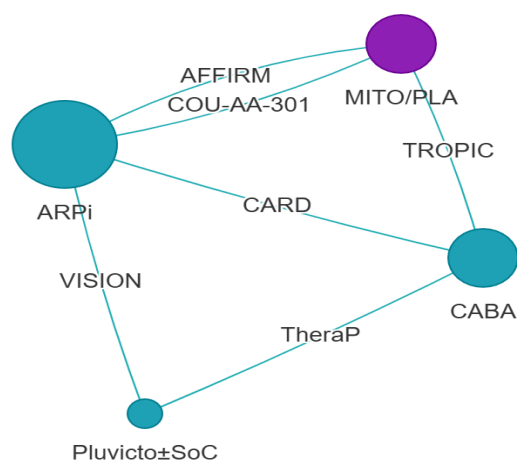 AFFIRM
MITO/PLA
COU-AA-301
TROPIC
ARPi
CARD
VISION
CABA
TheraP
Pluvicto±SoC